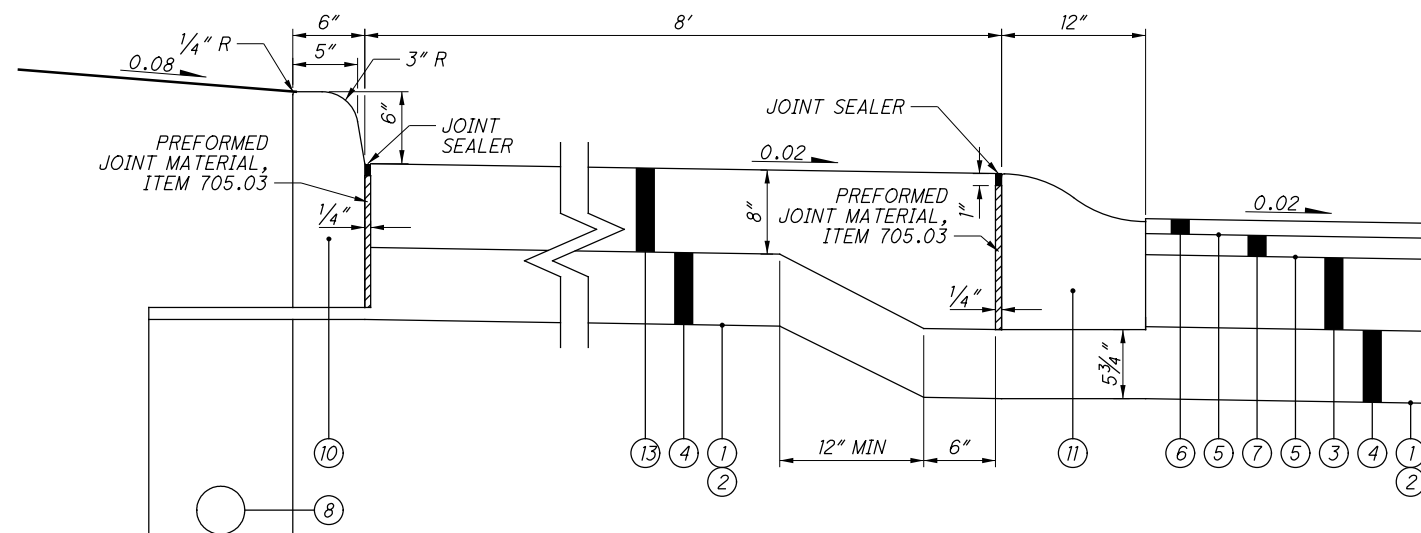 6"
8'
12"
1/4" R
5"
3" R
0.08
6"
JOINT
SEALER
JOINT SEALER
PREFORMED
JOINT MATERIAL,
ITEM 705.03
0.02
1/4"
8"
PREFORMED
JOINT MATERIAL,
ITEM 705.03
1"
0.02
1/4"
5 3/4"
10
13
4
1
2
12" MIN
6"
11
6
5
7
5
3
4
1
2
8